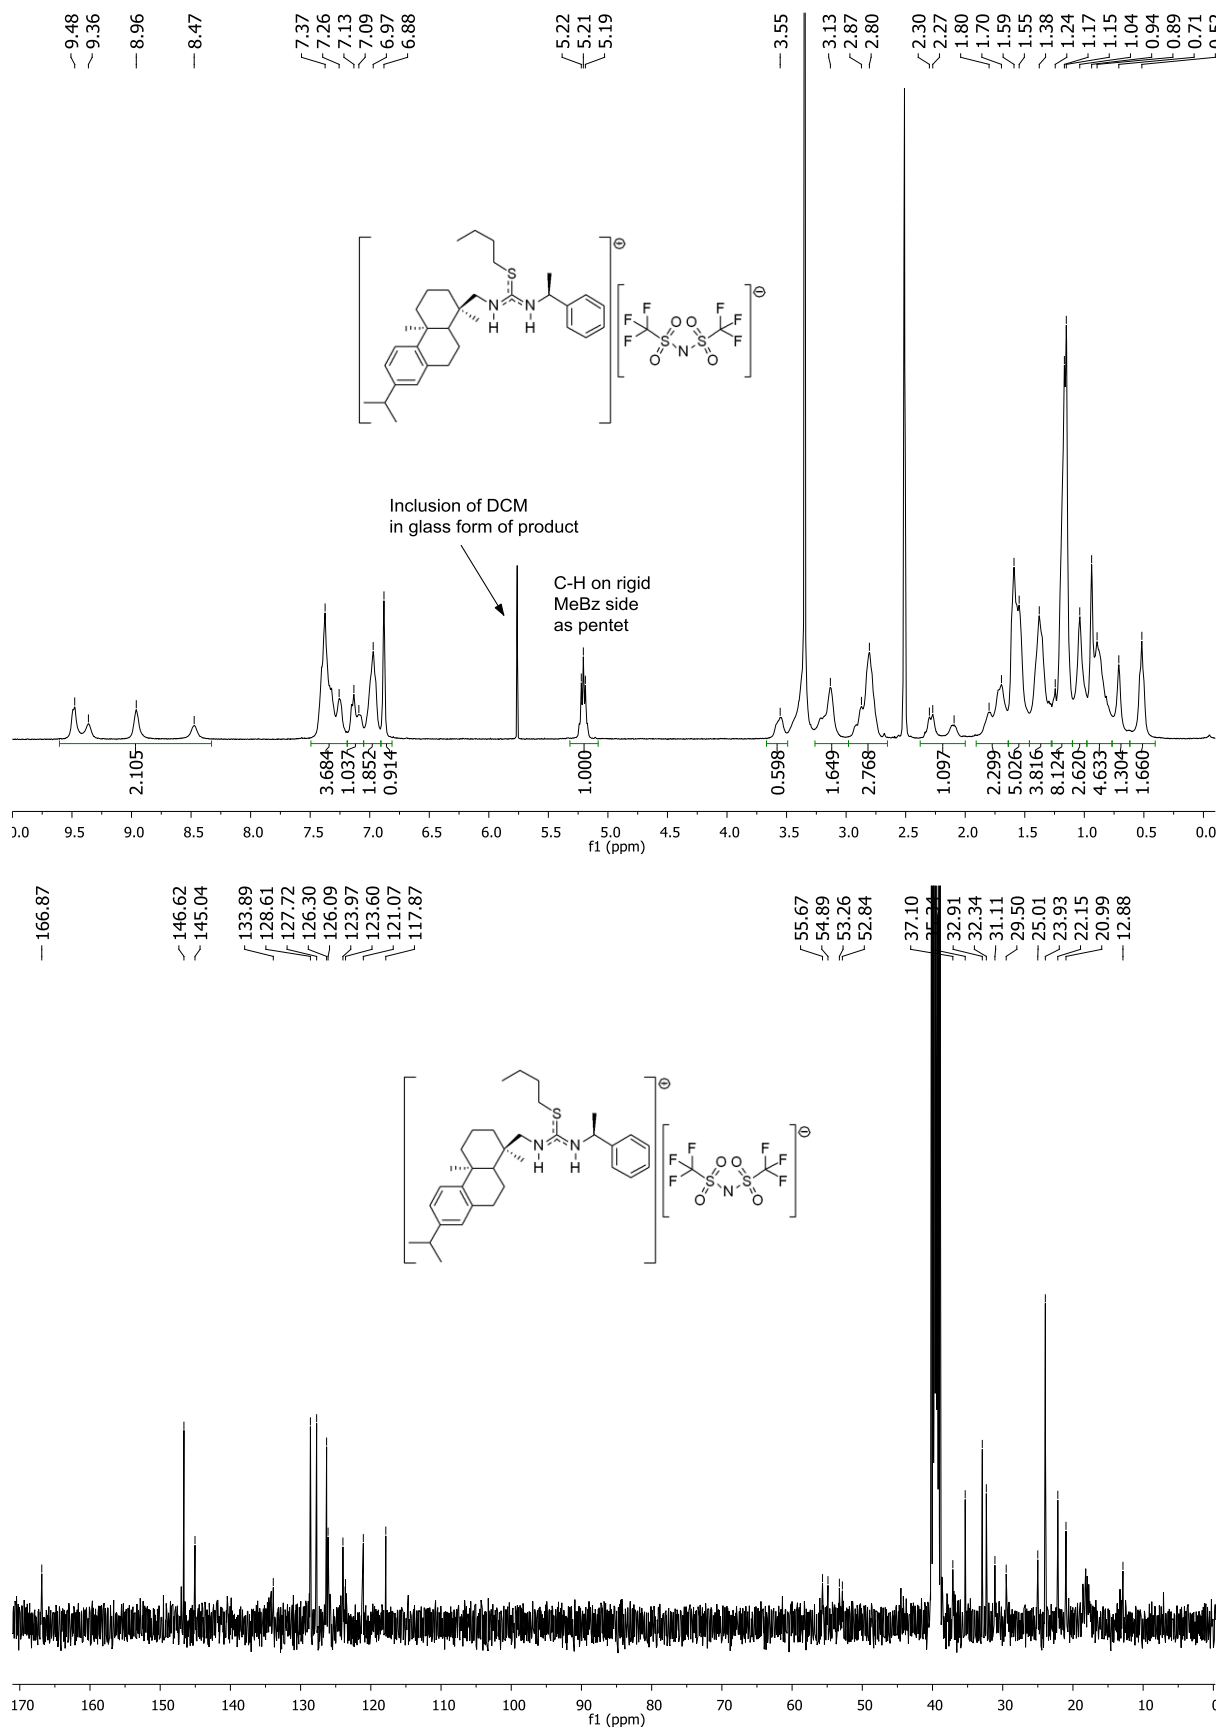 9.48
9.36
8.96
8.47
7.37
7.26
7.13
7.09
6.97
6.88
5.22
5.21
5.19
3.55
3.13
2.87
2.80
2.30
2.27
1.80
1.70
1.59
1.55
1.38
1.24
1.17
1.15
1.04
0.94
0.89
0.71
S
N
H
N
H
⊕
F
F
F
S
O
O
N
S
O
O
F
F
F
⊖
Inclusion of DCM
in glass form of product
C-H on rigid
MeBz side
as pentet
2.105
3.684
1.037
1.852
0.914
1.000
0.598
1.649
2.768
1.097
2.299
5.026
3.816
8.124
2.620
4.633
1.304
1.660
9.5 9.0 8.5 8.0 7.5 7.0 6.5 6.0 5.5 5.0 4.5 4.0 3.5 3.0 2.5 2.0 1.5 1.0 0.5 0.0
f1 (ppm)
166.87
146.62
145.04
133.89
128.61
127.72
126.30
126.09
123.97
123.60
121.07
117.87
55.67
54.89
53.26
52.84
37.10
32.91
32.34
31.11
29.50
25.01
23.93
22.15
20.99
12.88
S
N
H
N
H
⊕
F
F
F
S
O
O
N
S
O
O
F
F
F
⊖
170 160 150 140 130 120 110 100 90 80 70 60 50 40 30 20 10
f1 (ppm)